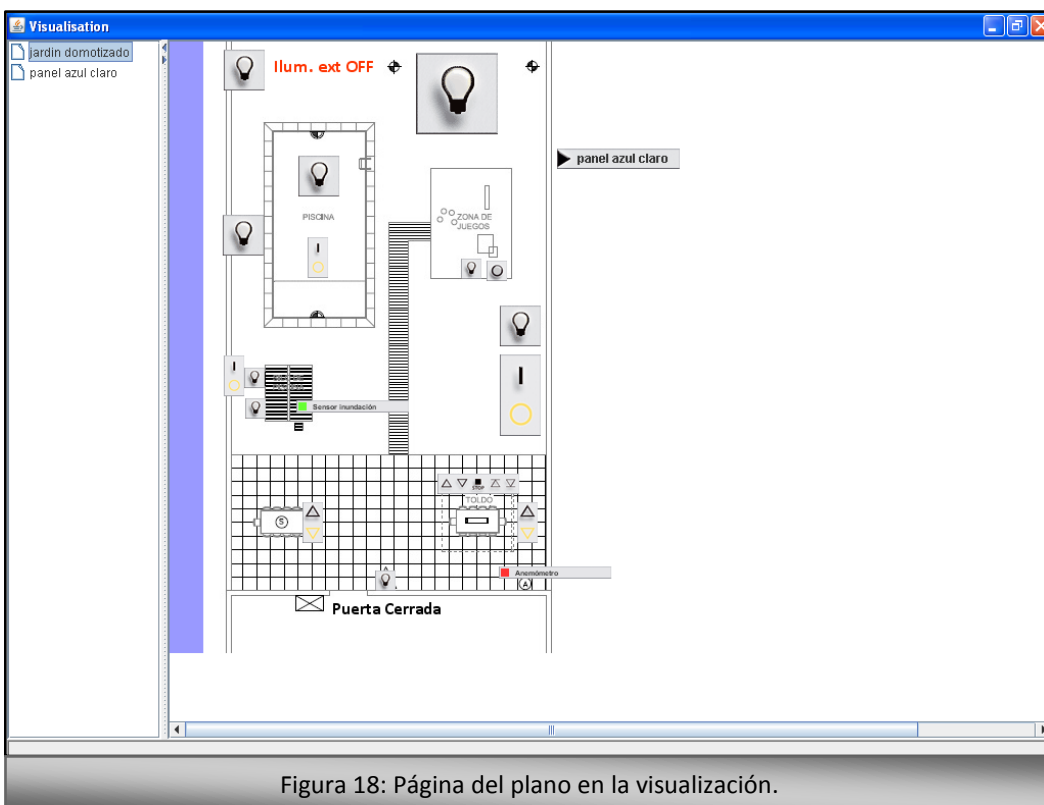 Visualisation
jardin domotizado
panel azul claro
Ilum. ext OFF
panel azul claro
PISCINA
ZONA DE
JUEGOS
Sensor inundación
STOP
TOLDO
S
Anemómetro
A
Puerta Cerrada
Figura 18: Página del plano en la visualización.